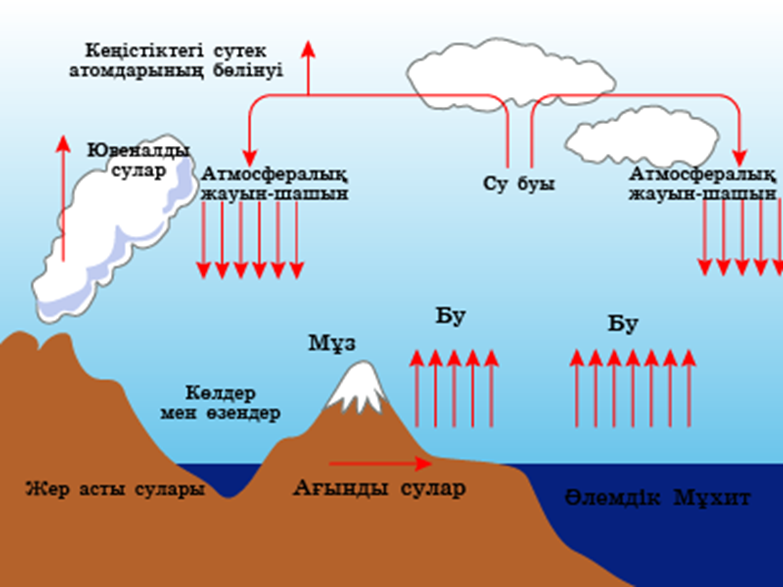 Кеңістіктегі сутек
атомдарының бөлінуі
Ювеналды
сулар
Атмосфералық
жауын-шашын
Су буы
Атмосфералық
жауын-шашын
Бу
Бу
Мұз
Көлдер
мен өзендер
Жер асты сулары
Ағынды сулар
Әлемдік Мұхит